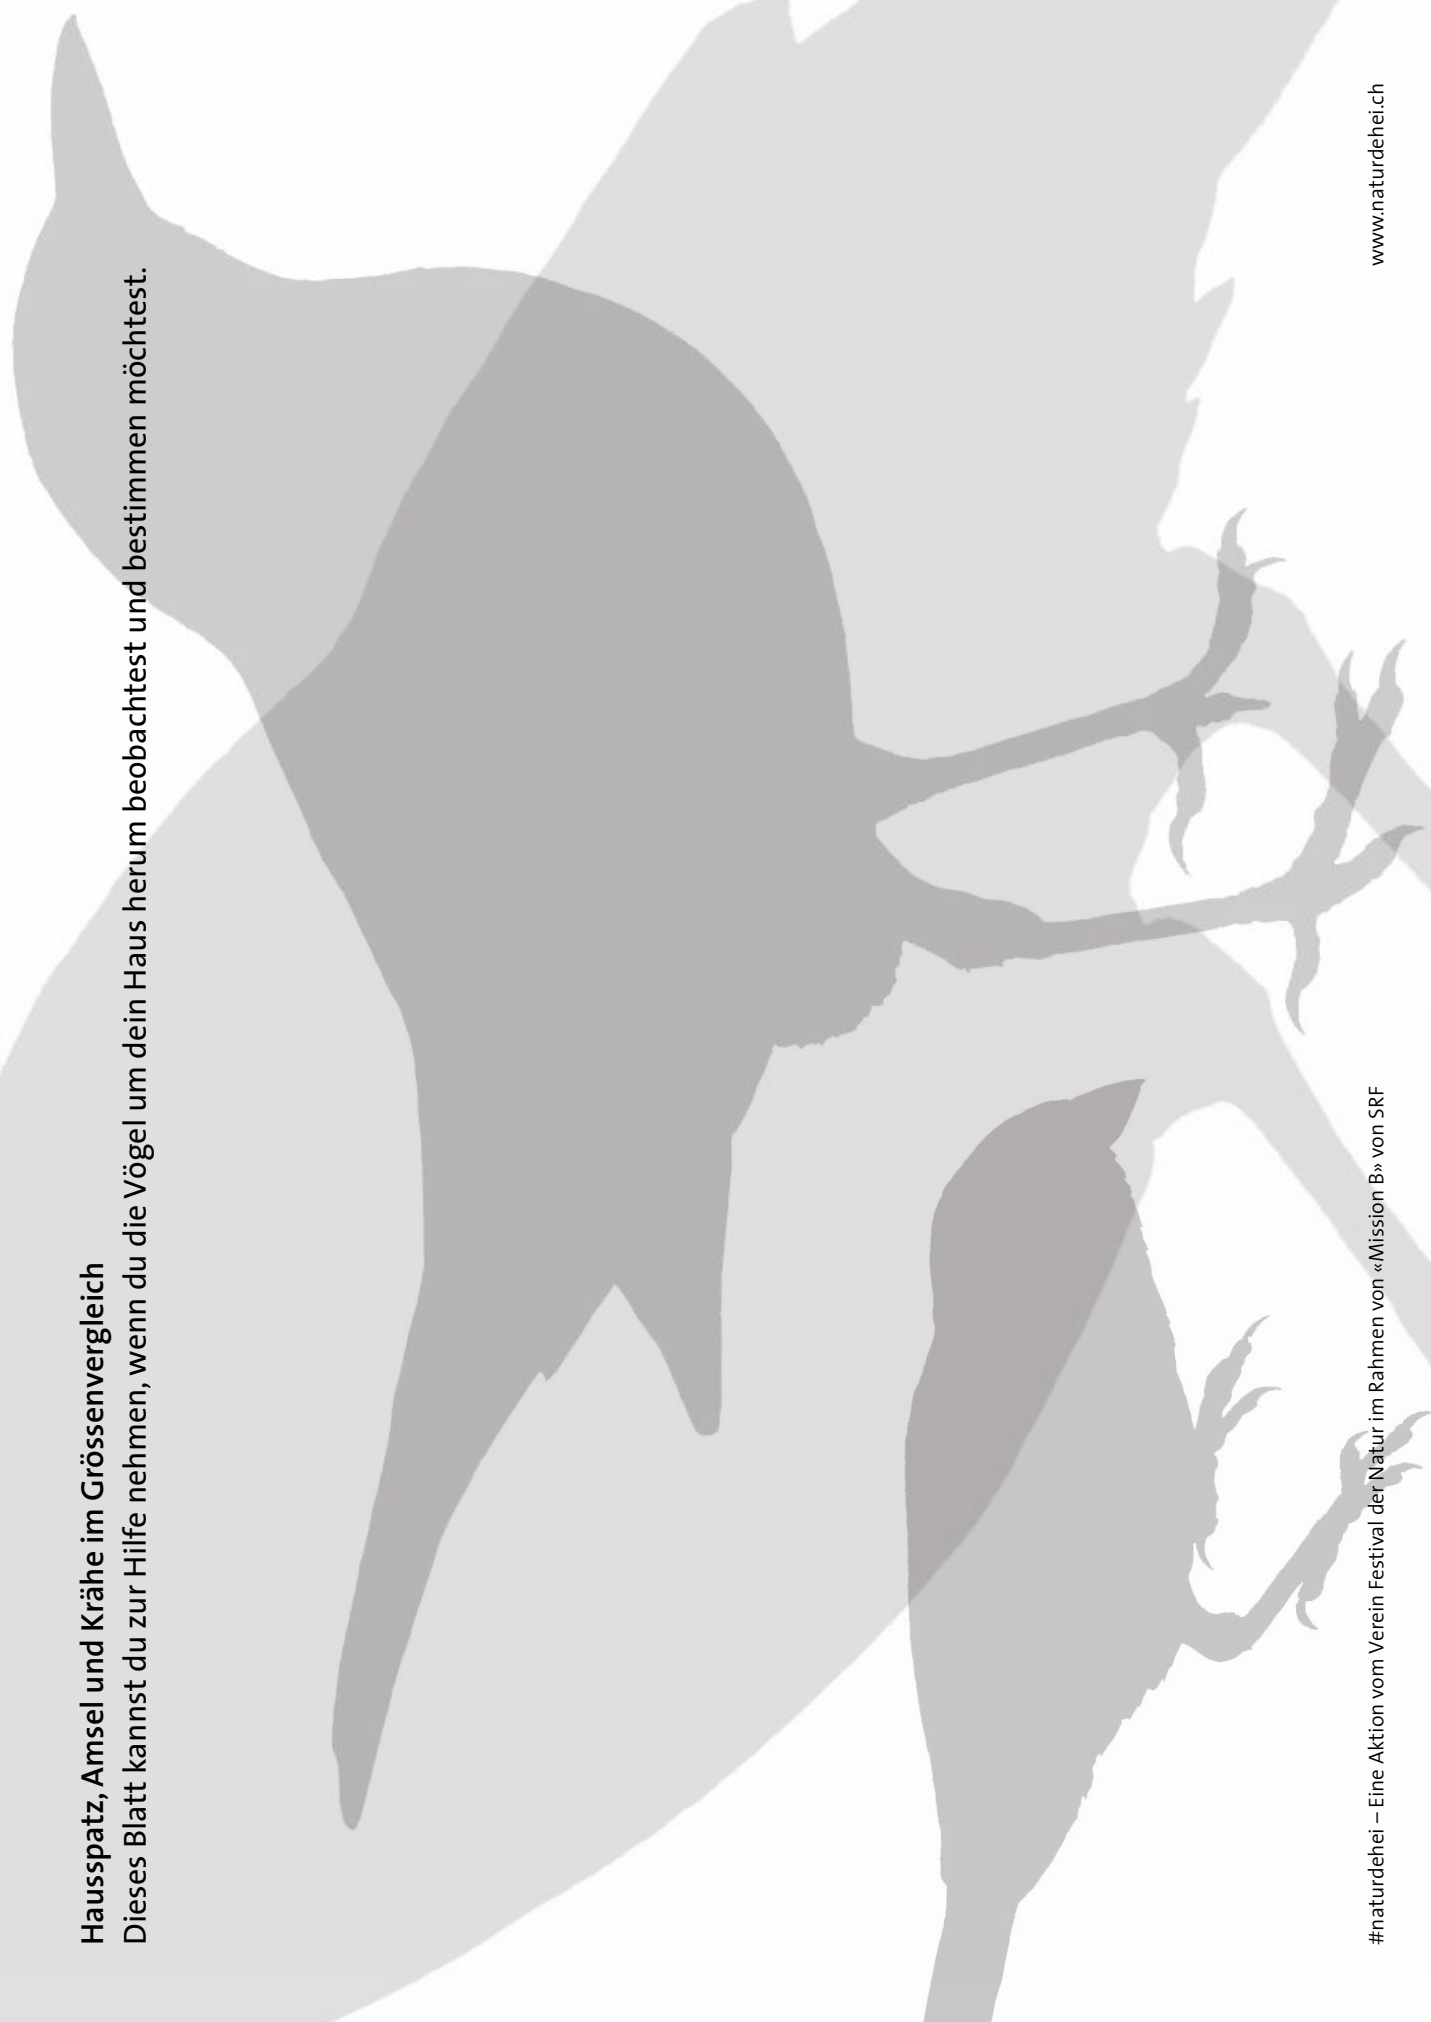 Hausspatz, Amsel und Krähe im Grössenvergleich
Dieses Blatt kannst du zur Hilfe nehmen, wenn du die Vögel um dein Haus herum beobachtest und bestimmen möchtest.
#naturdehei – Eine Aktion vom Verein Festival der Natur im Rahmen von «Mission B» von SRF
www.naturdehei.ch